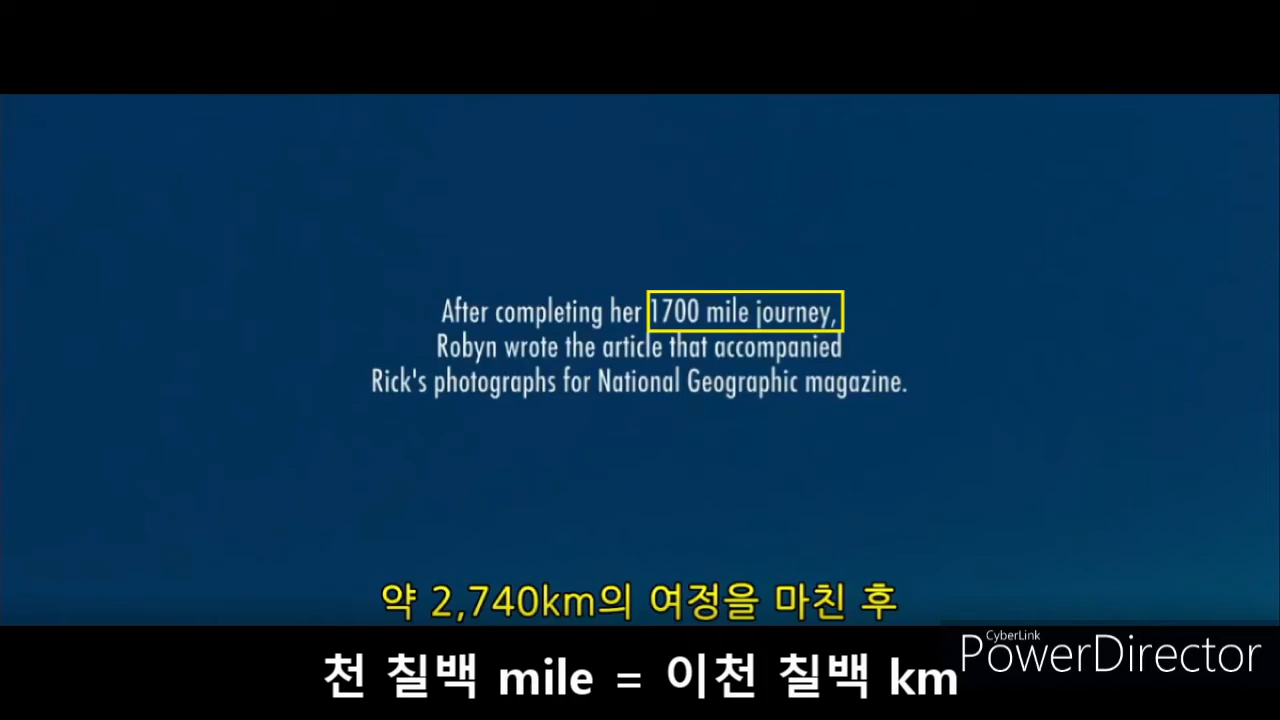 After completing her 1700 mile journey,
Robyn wrote the article that accompanied
Rick's photographs for National Geographic magazine.
약 2,740km의 여정을 마친 후
천 칠백 mile = 이천 칠백 km
CyberLink
PowerDirector